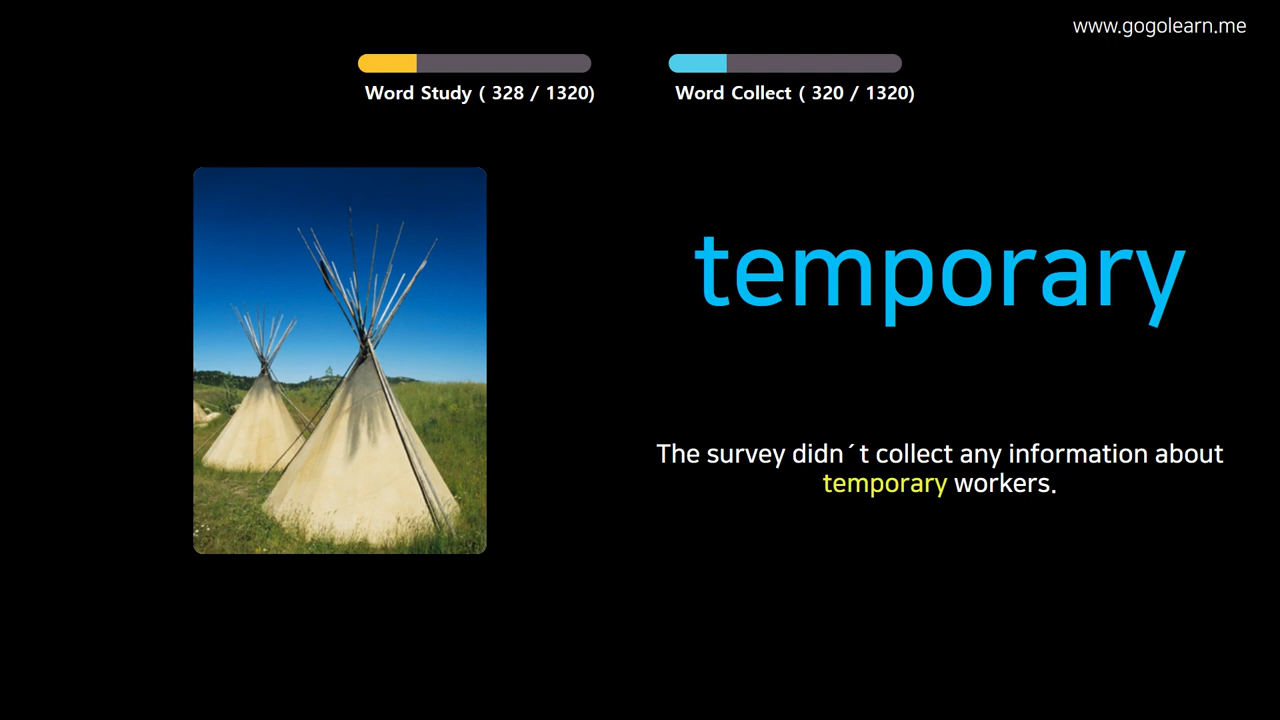 www.gogolearn.me
Word Study ( 328 / 1320)
Word Collect ( 320 / 1320)
temporary
The survey didn´t collect any information about
temporary workers.